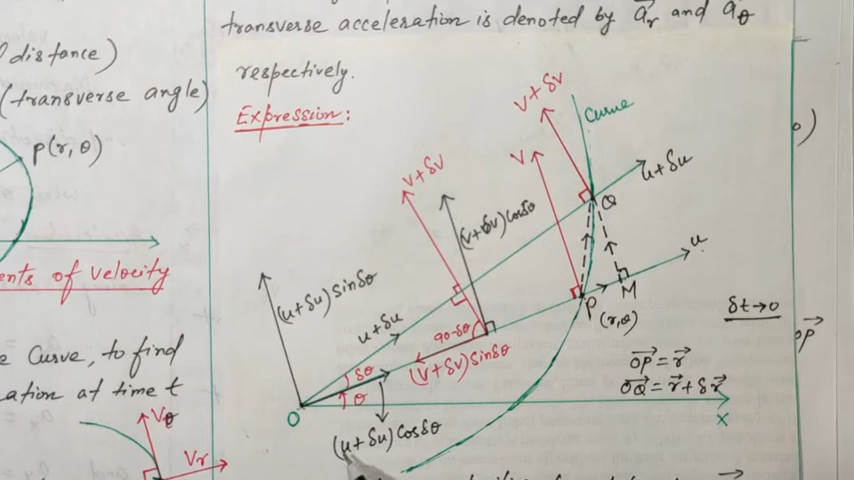 transverse acceleration is denoted by a⃗r and a⃗θ
respectively.
Expression:
distance)
(transverse angle)
P(r,θ)
ents of velocity
e Curve, to find
ation at time t
Vθ
Vr
V+δV
Curve
V
V+δV
u+δu
Q
(V+δV)cosδθ
u
(u+δu)sinδθ
M
P
(r,θ)
δt→0
u+δu
90-δθ
(V+δV)sinδθ
δθ
θ
O
OP⃗ = r⃗
OQ⃗ = r⃗ + δr⃗
X
(u+δu)cosδθ
)
OP⃗